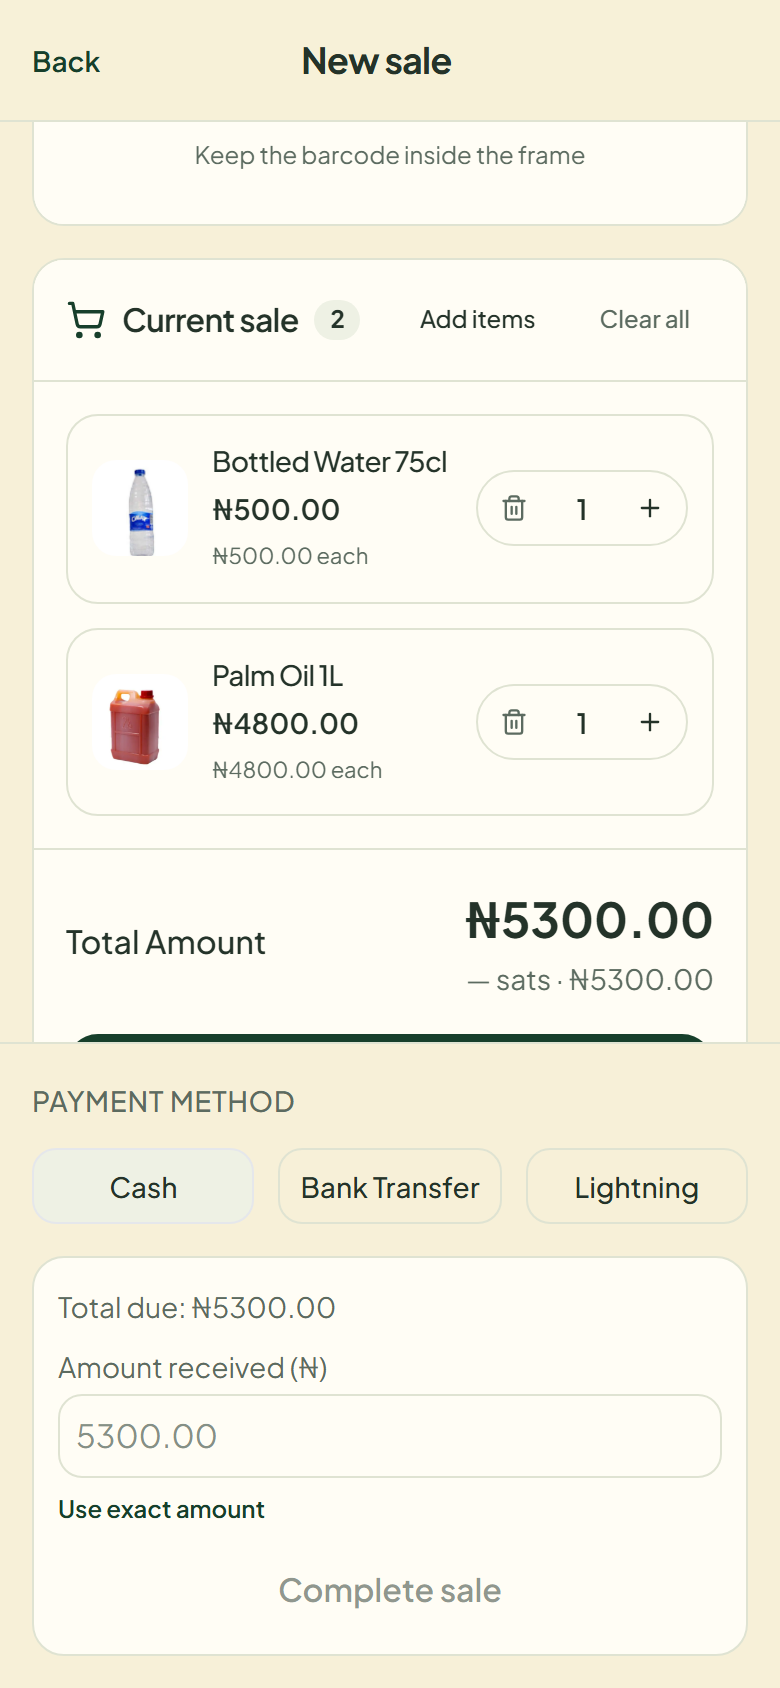 Back
New sale
Keep the barcode inside the frame
Current sale 2 Add items Clear all
Bottled Water 75cl
₦500.00
₦500.00 each
1 +
Palm Oil 1L
₦4800.00
₦4800.00 each
1 +
Total Amount
₦5300.00
— sats · ₦5300.00
PAYMENT METHOD
Cash
Bank Transfer
Lightning
Total due: ₦5300.00
Amount received (₦)
5300.00
Use exact amount
Complete sale